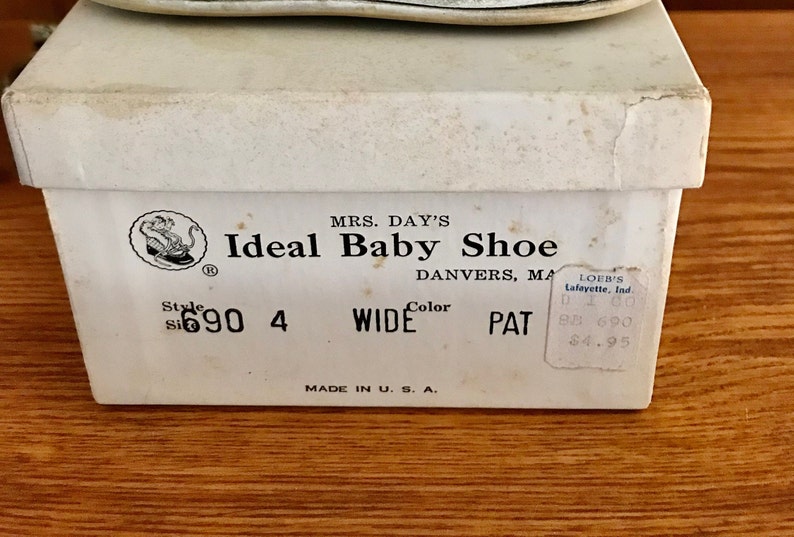 MRS. DAY'S
Ideal Baby Shoe
®
DANVERS, MA
Style Color
Size 690 4 WIDE PAT
MADE IN U. S. A.
LOEB'S
Lafayette, Ind.
BB 690
$4.95